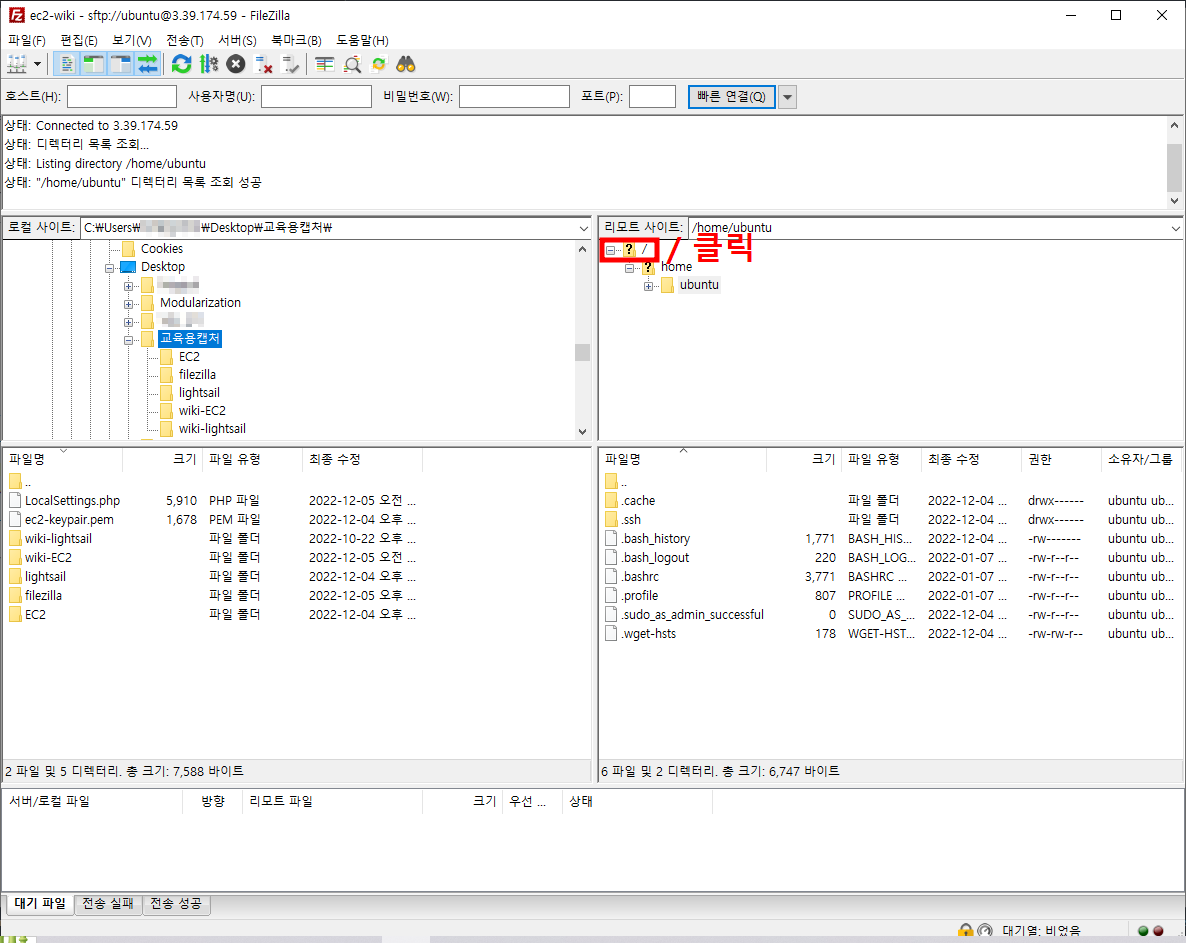 ec2-wiki - sftp://ubuntu@3.39.174.59 - FileZilla
파일(F) 편집(E) 보기(V) 전송(T) 서버(S) 북마크(B) 도움말(H)
호스트(H): 사용자명(U): 비밀번호(W): 포트(P): 빠른 연결(Q)
상태: Connected to 3.39.174.59
상태: 디렉터리 목록 조회...
상태: Listing directory /home/ubuntu
상태: "/home/ubuntu" 디렉터리 목록 조회 성공
로컬 사이트: C:₩Users₩ ₩Desktop₩교육용캡처₩
Cookies
Desktop
Modularization
교육용캡처
EC2
filezilla
lightsail
wiki-EC2
wiki-lightsail
리모트 사이트: /home/ubuntu
? / / 클릭
? home
ubuntu
파일명 크기 파일 유형 최종 수정
..
LocalSettings.php 5,910 PHP 파일 2022-12-05 오전 ...
ec2-keypair.pem 1,678 PEM 파일 2022-12-04 오후 ...
wiki-lightsail 파일 폴더 2022-10-22 오후 ...
wiki-EC2 파일 폴더 2022-12-05 오전 ...
lightsail 파일 폴더 2022-12-04 오후 ...
filezilla 파일 폴더 2022-12-05 오후 ...
EC2 파일 폴더 2022-12-04 오후 ...
2 파일 및 5 디렉터리. 총 크기: 7,588 바이트
파일명 크기 파일 유형 최종 수정 권한 소유자/그룹
..
.cache 파일 폴더 2022-12-04 ... drwx------ ubuntu ub...
.ssh 파일 폴더 2022-12-04 ... drwx------ ubuntu ub...
.bash_history 1,771 BASH_HIS... 2022-12-04 ... -rw------- ubuntu ub...
.bash_logout 220 BASH_LOG... 2022-01-07 ... -rw-r--r-- ubuntu ub...
.bashrc 3,771 BASHRC ... 2022-01-07 ... -rw-r--r-- ubuntu ub...
.profile 807 PROFILE ... 2022-01-07 ... -rw-r--r-- ubuntu ub...
.sudo_as_admin_successful 0 SUDO_AS_... 2022-12-04 ... -rw-r--r-- ubuntu ub...
.wget-hsts 178 WGET-HST... 2022-12-04 ... -rw-rw-r-- ubuntu ub...
6 파일 및 2 디렉터리. 총 크기: 6,747 바이트
서버/로컬 파일 방향 리모트 파일 크기 우선 ... 상태
대기 파일 전송 실패 전송 성공
대기열: 비었음